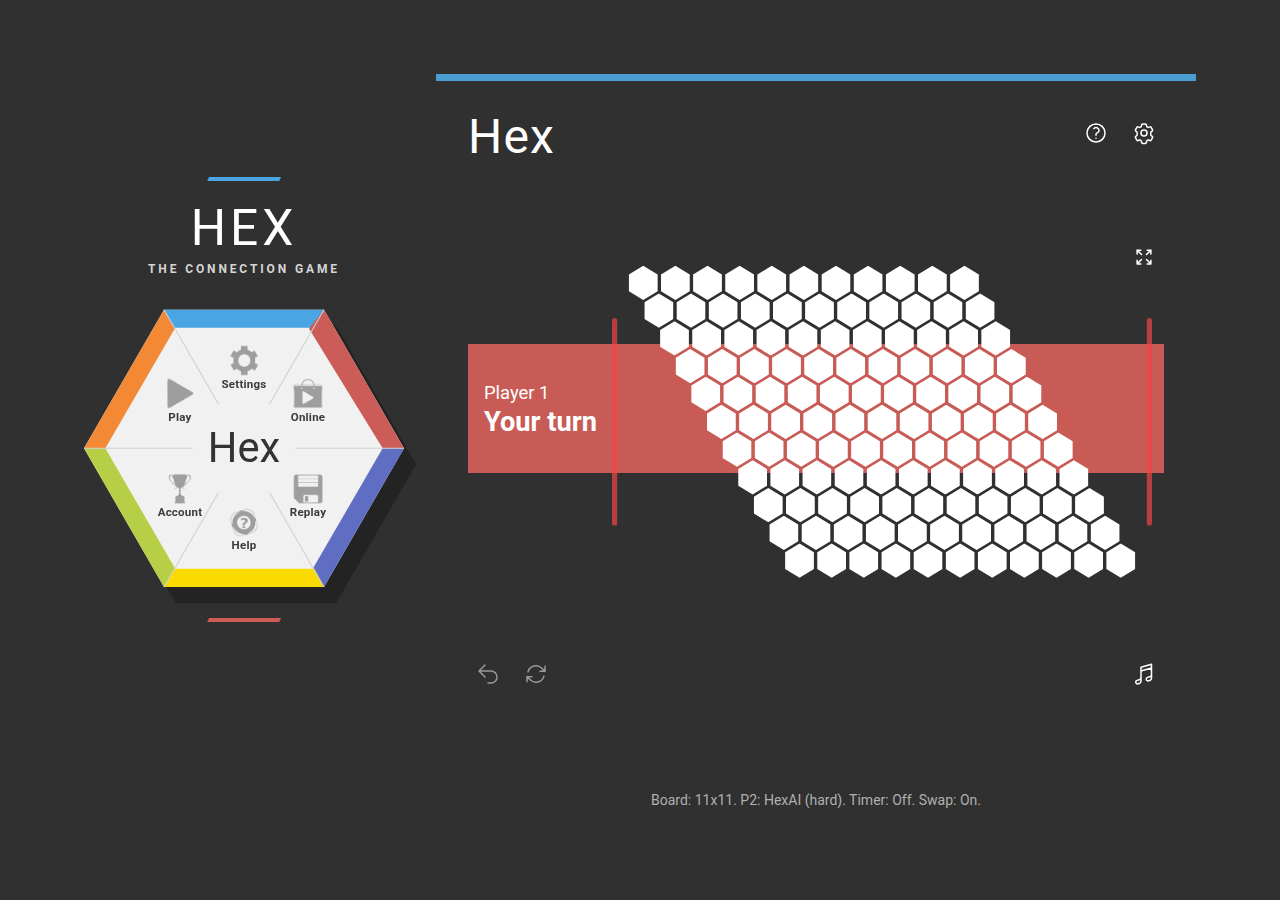 HEX
THE CONNECTION GAME
Settings
Play
Online
Hex
Account
Replay
Help
Hex
Player 1
Your turn
Board: 11x11. P2: HexAI (hard). Timer: Off. Swap: On.